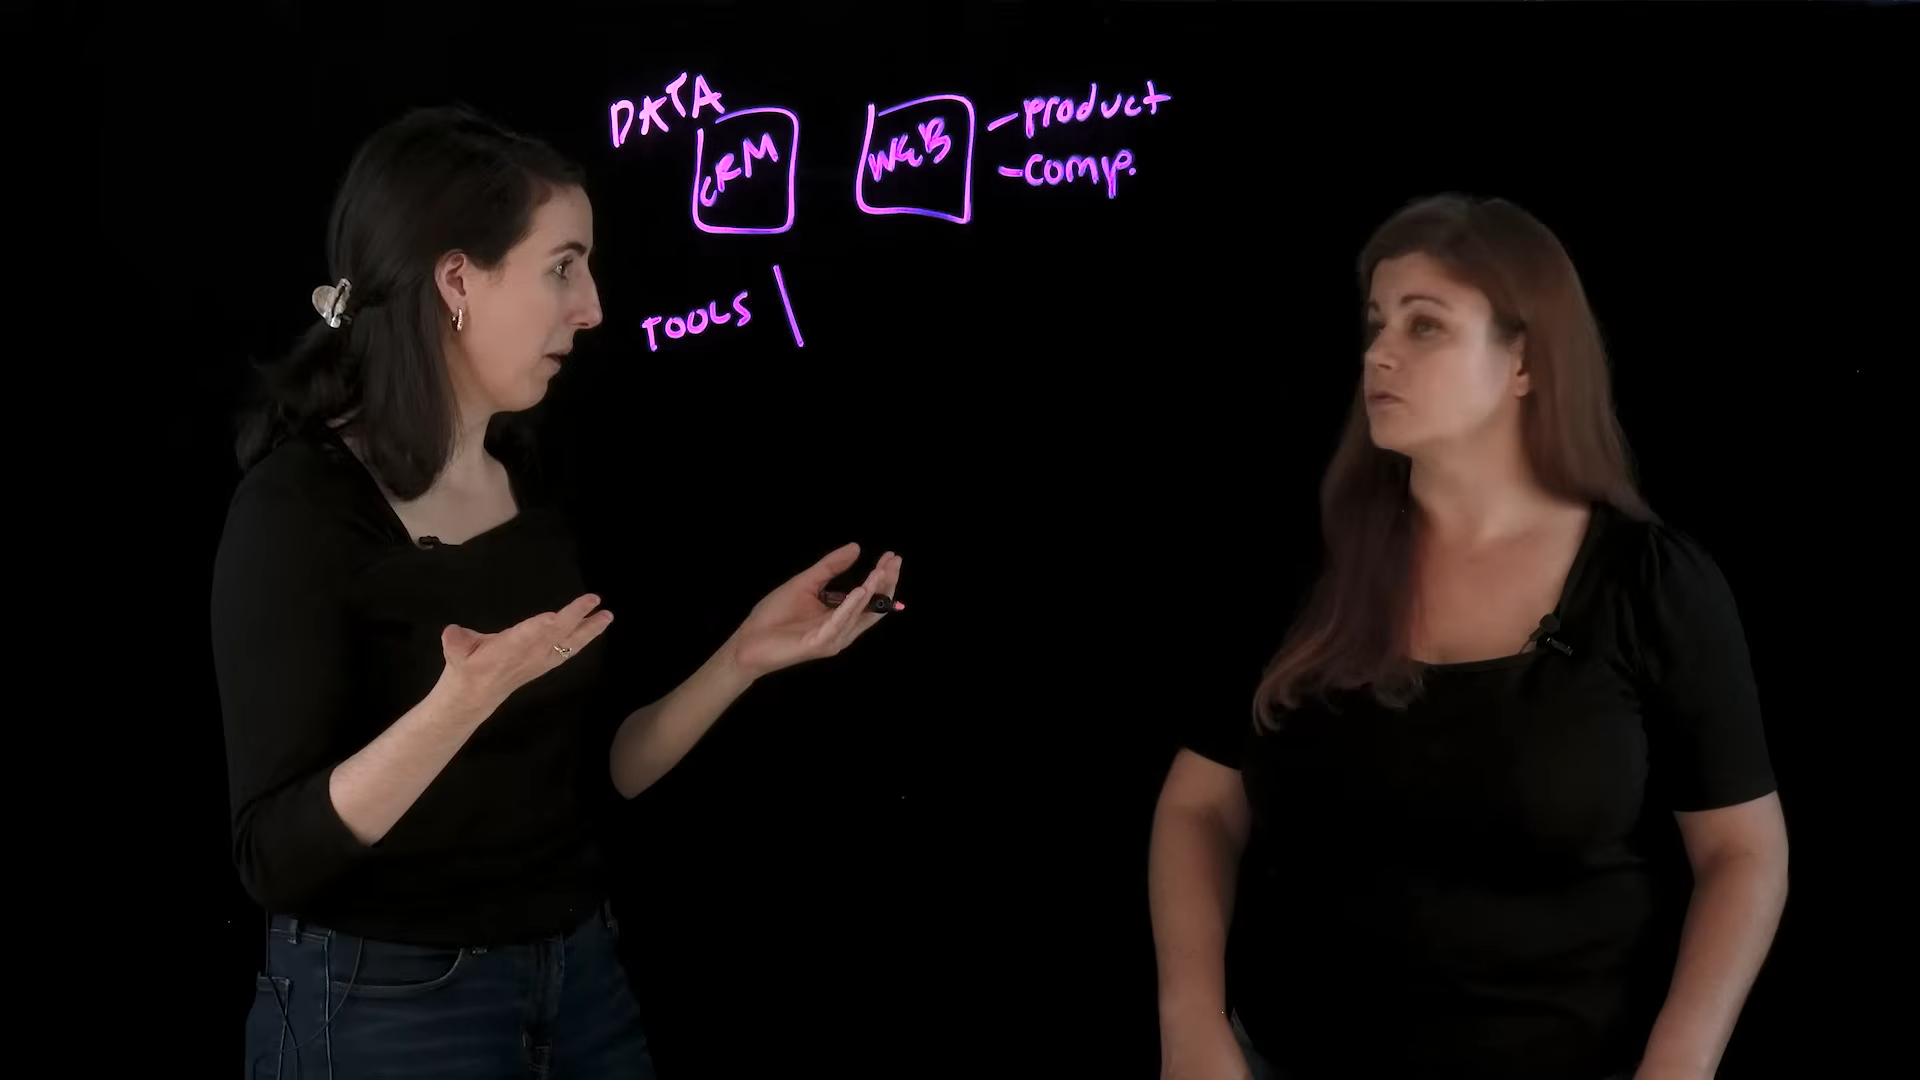 DATA
CRM
WEB
- product
- comp.
TOOLS